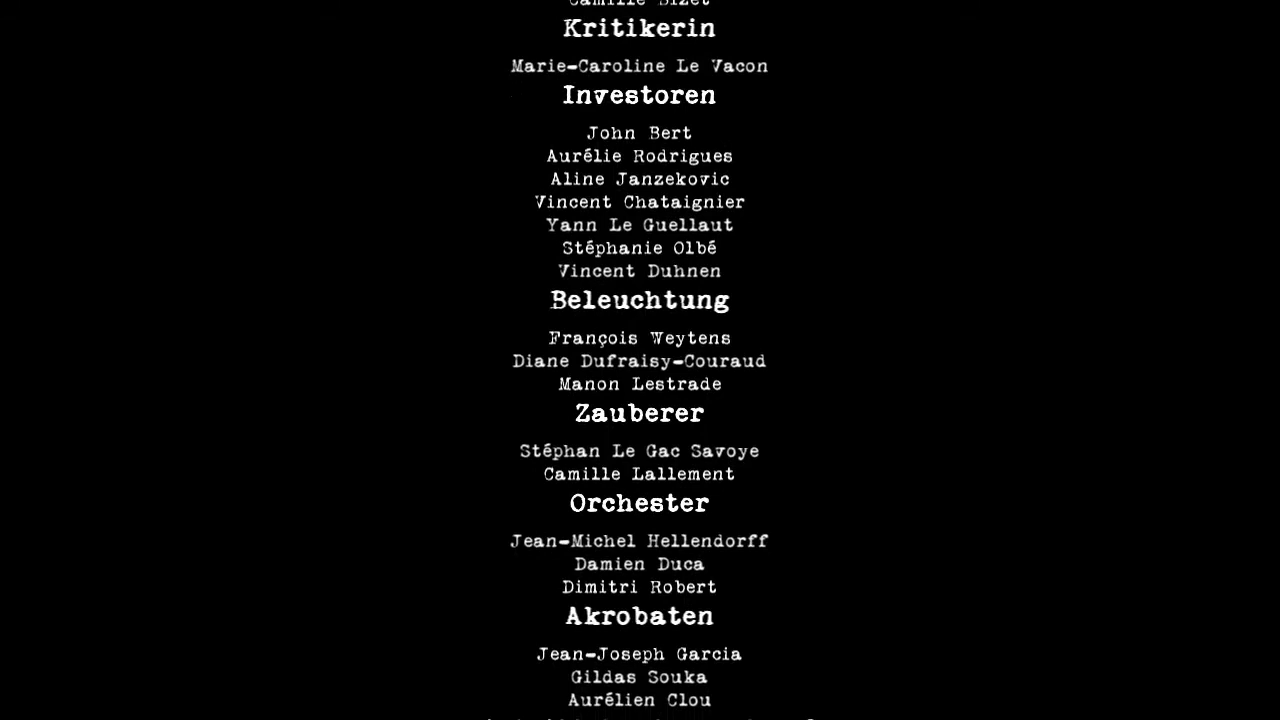 Camille Bizet
Kritikerin
Marie-Caroline Le Vacon
Investoren
John Bert
Aurélie Rodrigues
Aline Janzekovic
Vincent Chataignier
Yann Le Guellaut
Stéphanie Olbé
Vincent Duhnen
Beleuchtung
François Weytens
Diane Dufraisy-Couraud
Manon Lestrade
Zauberer
Stéphan Le Gac Savoye
Camille Lallement
Orchester
Jean-Michel Hellendorff
Damien Duca
Dimitri Robert
Akrobaten
Jean-Joseph Garcia
Gildas Souka
Aurélien Clou